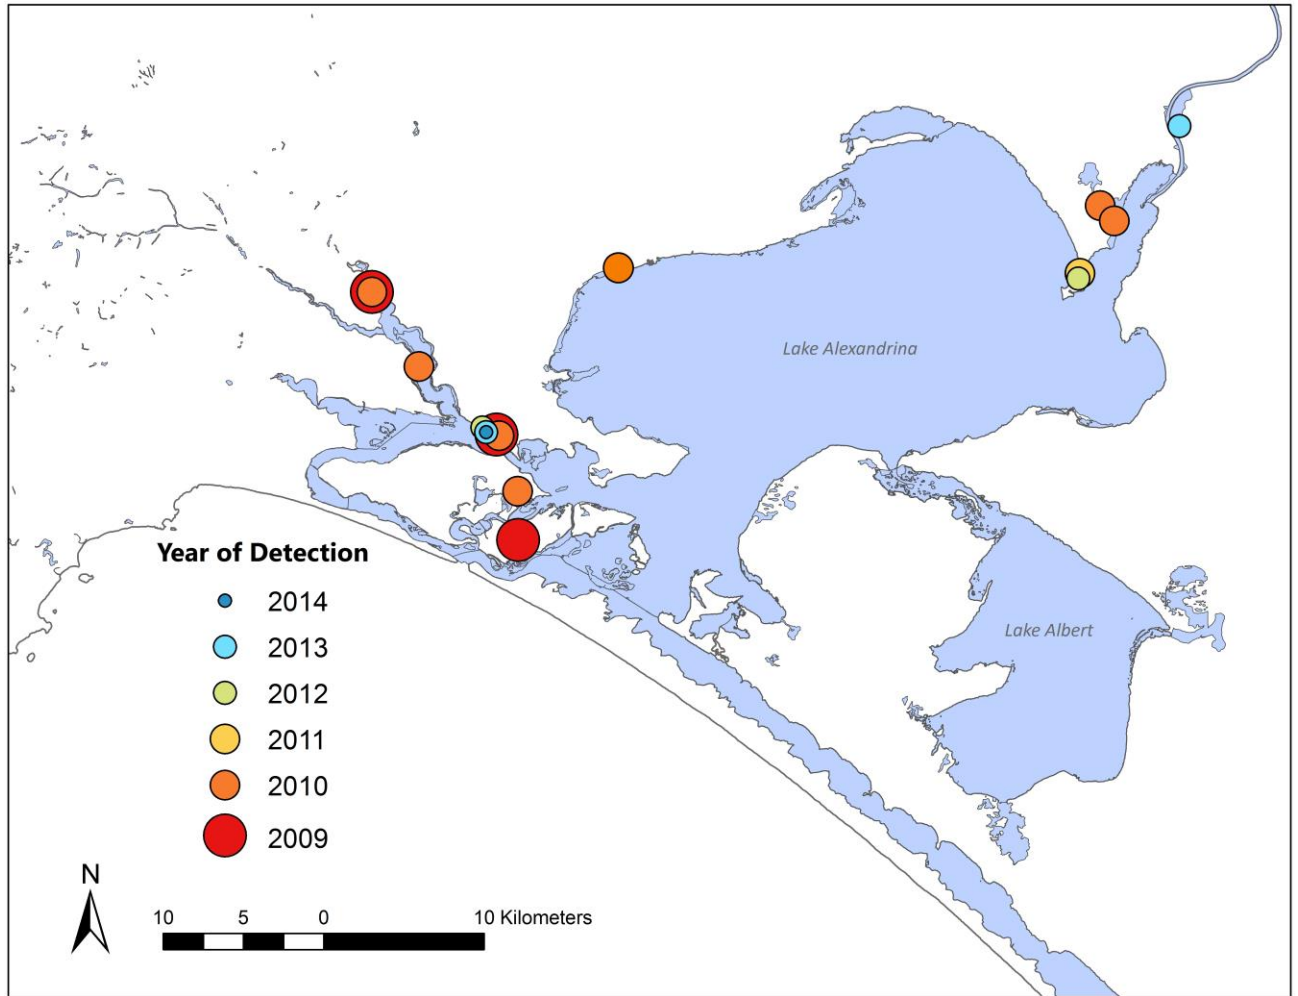 Lake Alexandrina
Year of Detection
2014
2013
Lake Albert
2012
2011
2010
2009
N
10 5 0 10 Kilometers